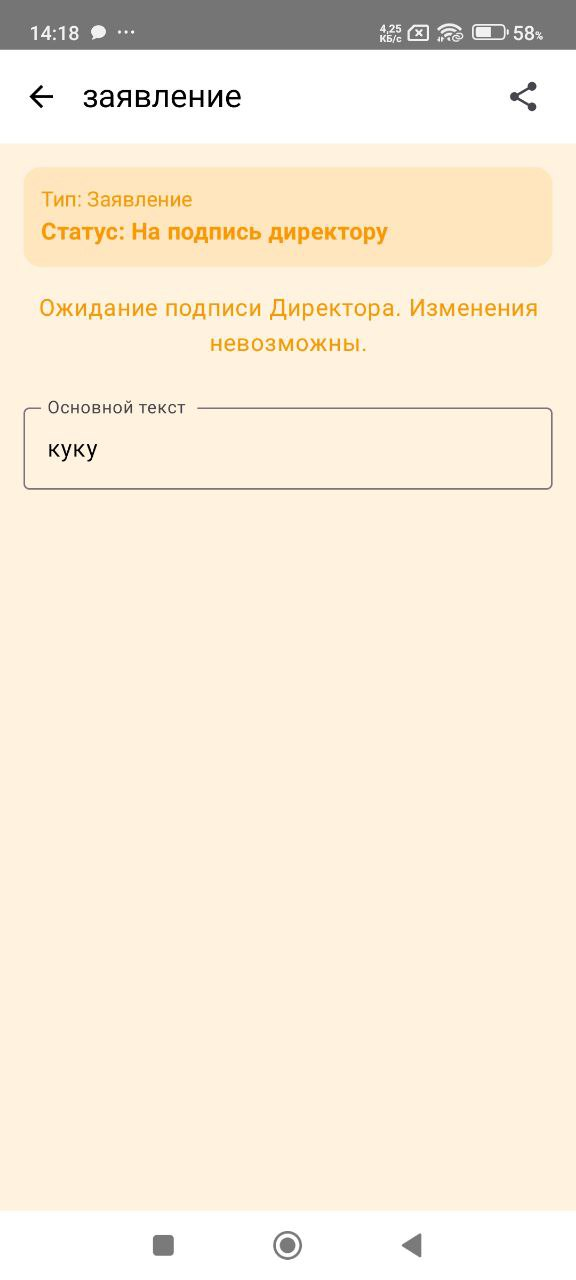 14:18
4,25
КБ/с
58%
заявление
Тип: Заявление
Статус: На подпись директору
Ожидание подписи Директора. Изменения
невозможны.
Основной текст
куку